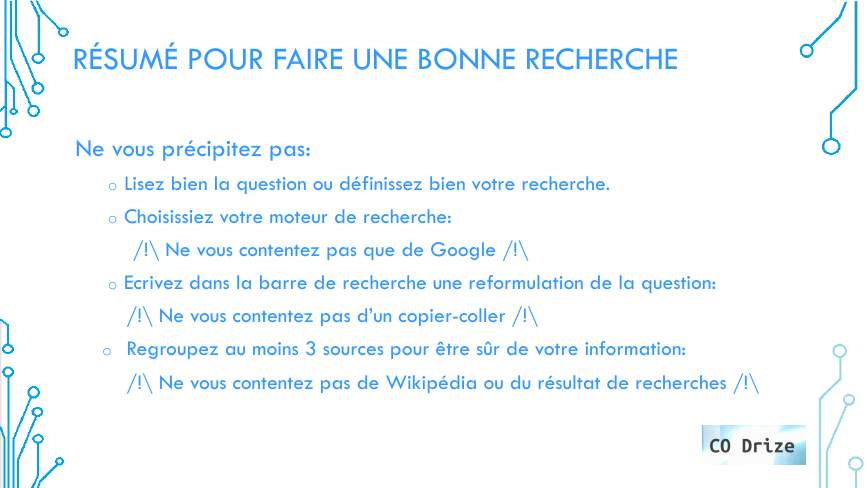 RÉSUMÉ POUR FAIRE UNE BONNE RECHERCHE
Ne vous précipitez pas:
o Lisez bien la question ou définissez bien votre recherche.
o Choisissiez votre moteur de recherche:
/!\ Ne vous contentez pas que de Google /!\
o Ecrivez dans la barre de recherche une reformulation de la question:
/!\ Ne vous contentez pas d’un copier-coller /!\
o Regroupez au moins 3 sources pour être sûr de votre information:
/!\ Ne vous contentez pas de Wikipédia ou du résultat de recherches /!\
CO Drize